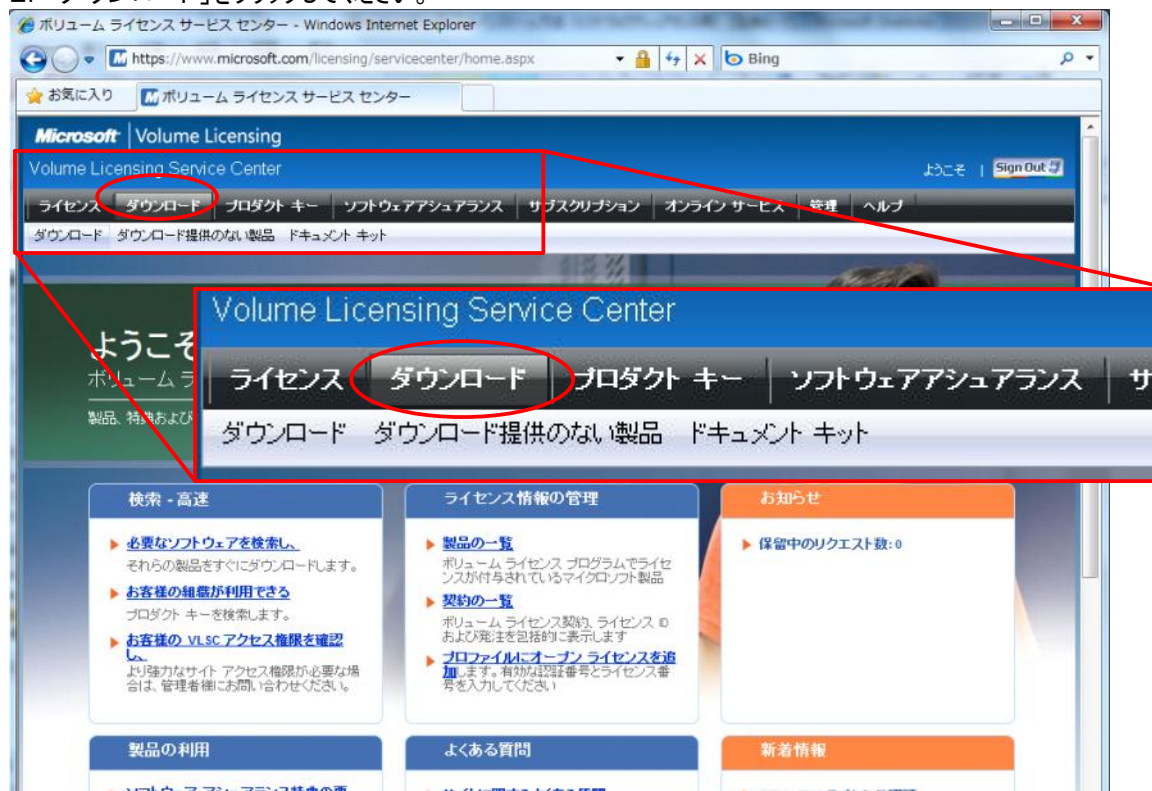 ボリューム ライセンス サービス センター - Windows Internet Explorer
https://www.microsoft.com/licensing/servicecenter/home.aspx
Bing
お気に入り
ボリューム ライセンス サービス センター
Microsoft Volume Licensing
Volume Licensing Service Center
ようこそ | Sign Out
ライセンス ダウンロード プロダクト キー ソフトウェアアシュアランス サブスクリプション オンライン サービス 管理 ヘルプ
ダウンロード ダウンロード提供のない製品 ドキュメント キット
Volume Licensing Service Center
ライセンス ダウンロード プロダクト キー ソフトウェアアシュアランス サ
ダウンロード ダウンロード提供のない製品 ドキュメント キット
ようこそ
ボリューム ラ
製品、特典および
検索 - 高速
必要なソフトウェアを検索し、
それらの製品をすぐにダウンロードします。
お客様の組織が利用できる
プロダクト キーを検索します。
お客様の VLSC アクセス権限を確認
し、
より強力なサイト アクセス権限が必要な場
合は、管理者様にお問い合わせください。
ライセンス情報の管理
製品の一覧
ボリューム ライセンス プログラムでライセ
ンスが付与されているマイクロソフト製品
契約の一覧
ボリューム ライセンス契約、ライセンス ID
および発注を包括的に表示します
プロファイルにオープン ライセンスを追
加します。有効な認証番号とライセンス番
号を入力してください
お知らせ
保留中のリクエスト数: 0
製品の利用
よくある質問
新着情報